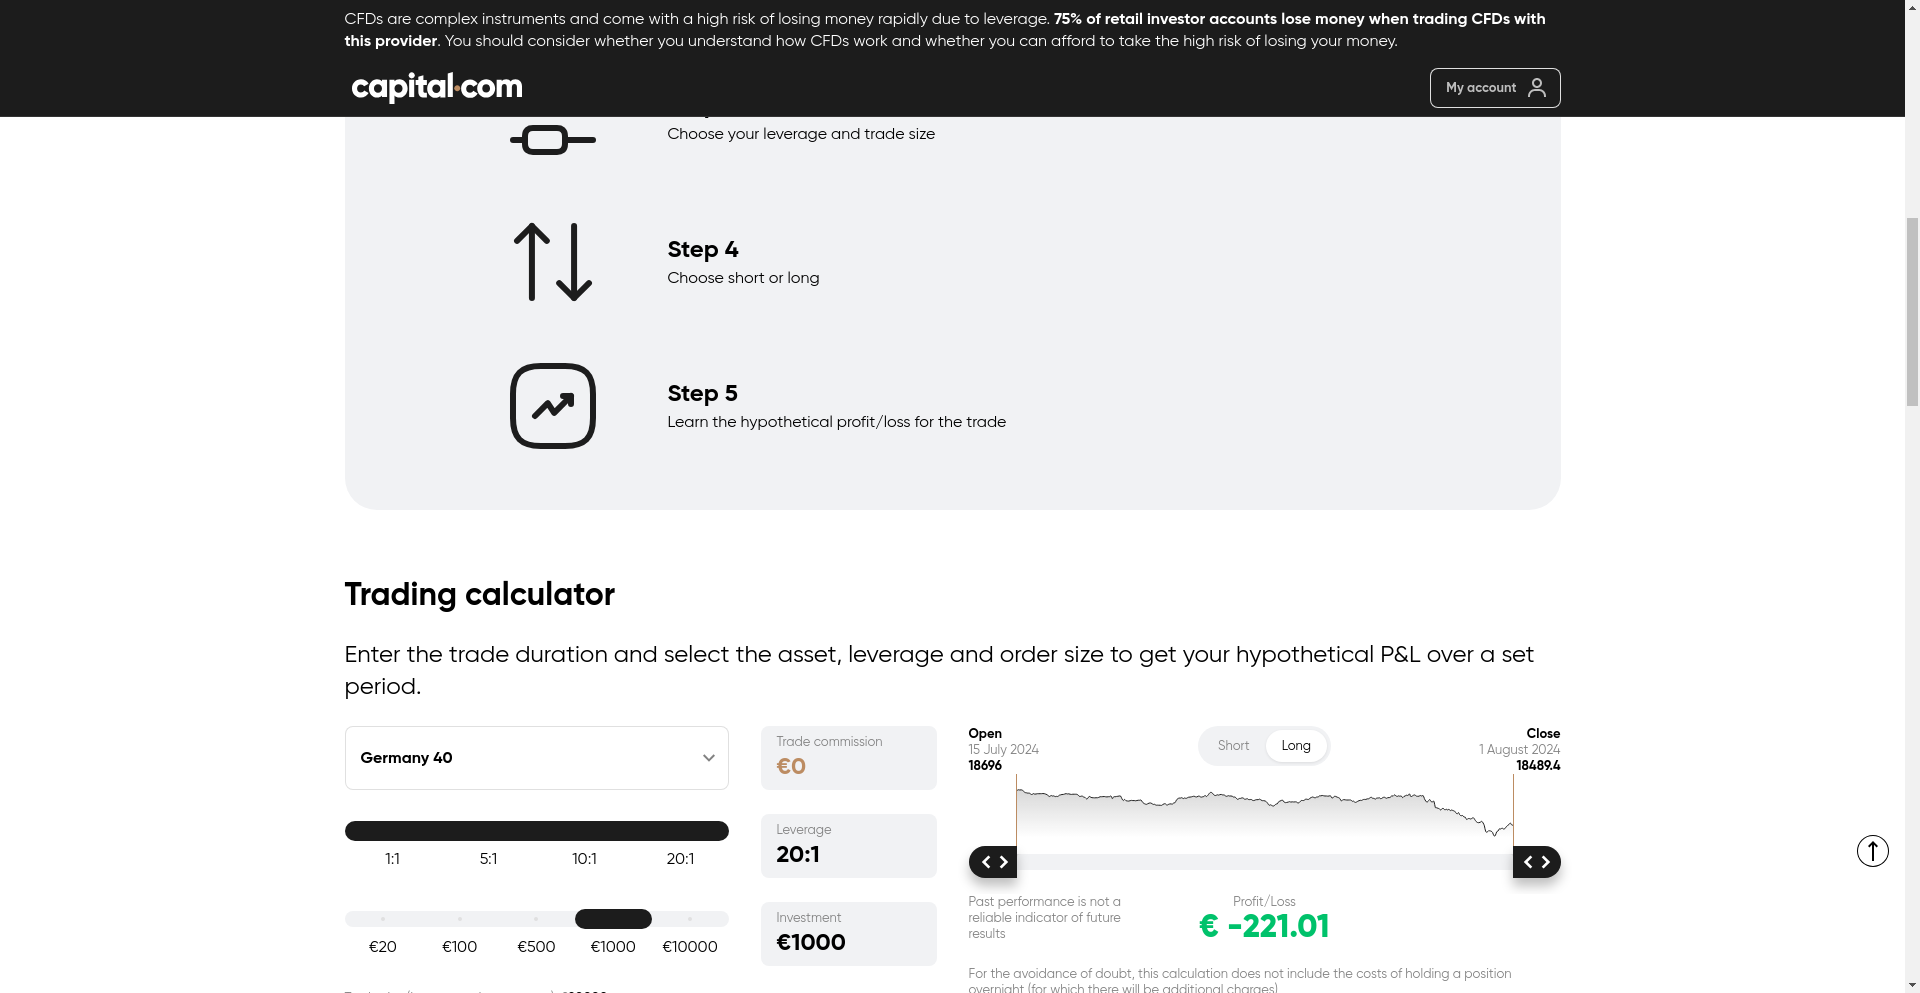 CFDs are complex instruments and come with a high risk of losing money rapidly due to leverage. 75% of retail investor accounts lose money when trading CFDs with
this provider. You should consider whether you understand how CFDs work and whether you can afford to take the high risk of losing your money.
capital.com
My account
Choose your leverage and trade size
Step 4
Choose short or long
Step 5
Learn the hypothetical profit/loss for the trade
Trading calculator
Enter the trade duration and select the asset, leverage and order size to get your hypothetical P&L over a set
period.
Germany 40
1:1 5:1 10:1 20:1
€20 €100 €500 €1000 €10000
Trade commission
€0
Leverage
20:1
Investment
€1000
Open
15 July 2024
18696
Short Long
Close
1 August 2024
18489.4
Past performance is not a
reliable indicator of future
results
Profit/Loss
€ -221.01
For the avoidance of doubt, this calculation does not include the costs of holding a position
overnight (for which there will be additional charges)